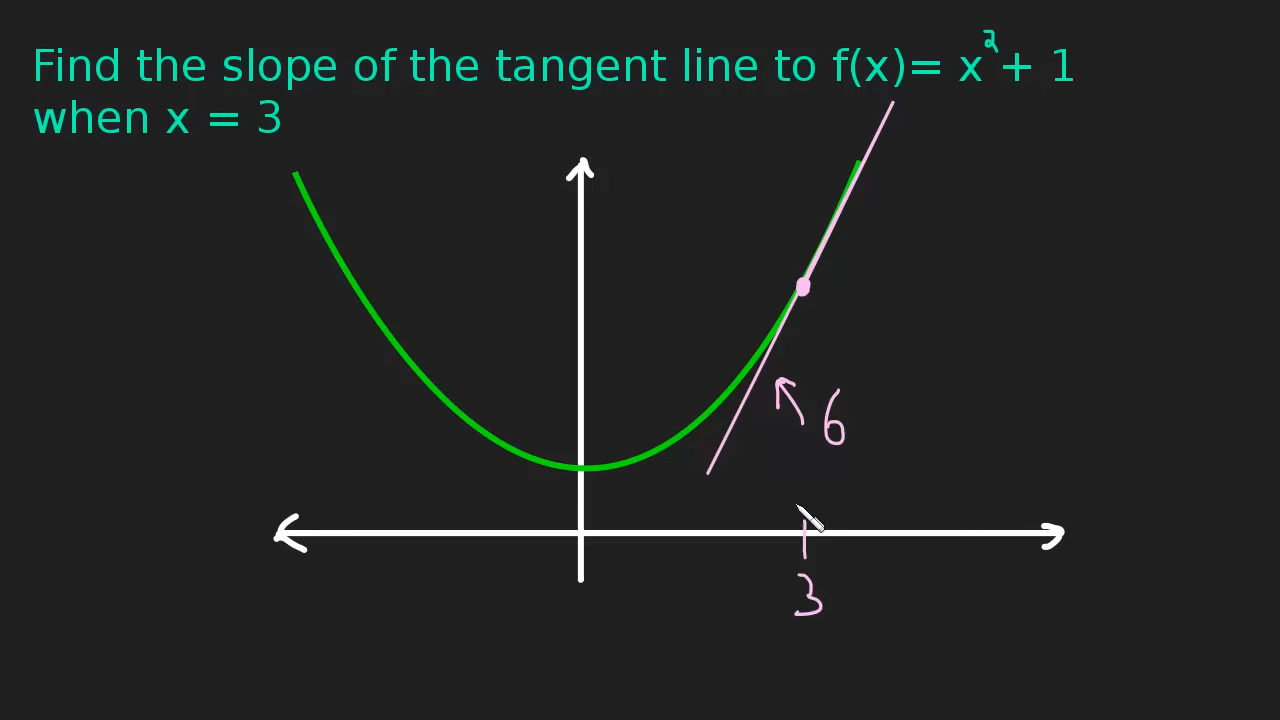 Find the slope of the tangent line to f(x)= x² + 1
when x = 3
6
3